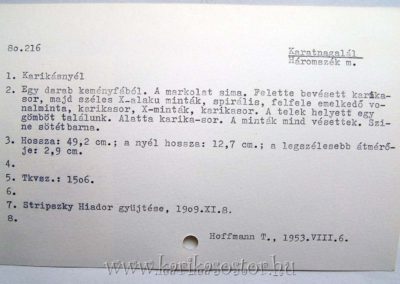 80.216
Karatnagalál
Háromszék m.
1. Karikásnyél
2. Egy darab keményfából. A markolat sima. Felette bevésett karika-
sor, majd széles X-alaku minták, spirális, felfele emelkedő vo-
nalminta, karikasor, X-minták, karikasor. A telek helyett egy
gömböt találunk. Alatta karika-sor. A minták mind vésettek. Szi-
ne sötétbarna.
3. Hossza: 49,2 cm.; a nyél hossza: 12,7 cm.; a legszélesebb átmérő-
je: 2,9 cm.
4.
5. Tkvsz.: 1506.
6.
7. Stripszky Hiador gyüjtése, 1909.XI.8.
8.
Hoffmann T., 1953.VIII.6.
www.karikasostor.hu